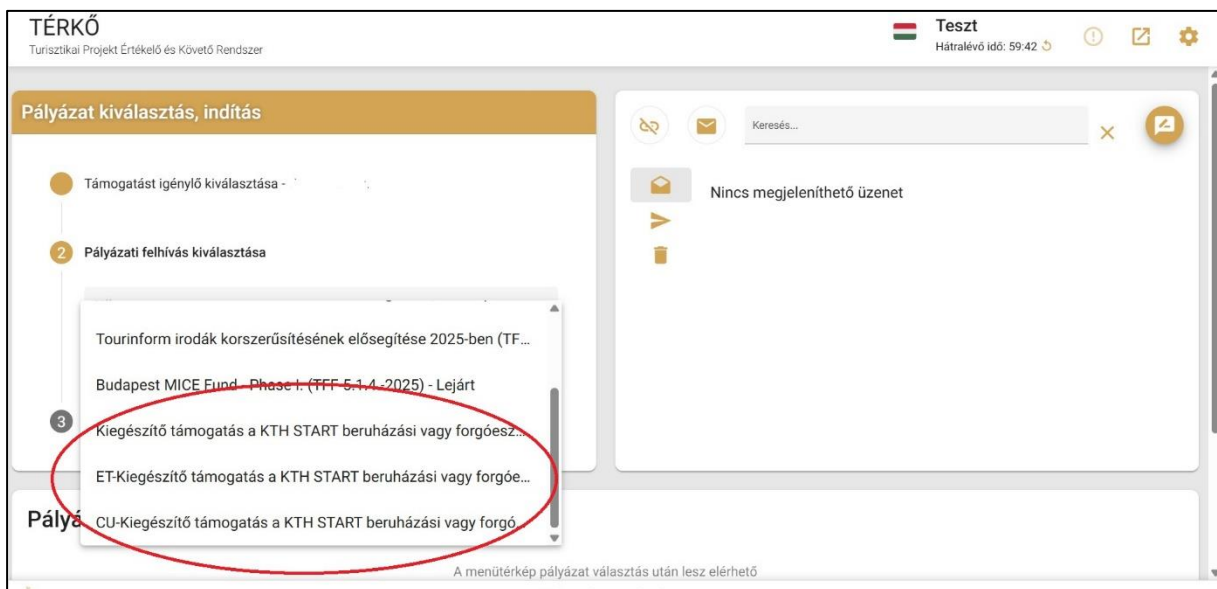 TÉRKŐ
Turisztikai Projekt Értékelő és Követő Rendszer
Teszt
Hátralévő idő: 59:42
Pályázat kiválasztás, indítás
Támogatást igénylő kiválasztása -
2 Pályázati felhívás kiválasztása
Tourinform irodák korszerűsítésének elősegítése 2025-ben (TF...
Budapest MICE Fund - Phase I. (TFF-5.1.4.-2025) - Lejárt
3
Kiegészítő támogatás a KTH START beruházási vagy forgóesz...
ET-Kiegészítő támogatás a KTH START beruházási vagy forgóe...
CU-Kiegészítő támogatás a KTH START beruházási vagy forgó...
Pályá
A menütérkép pályázat választás után lesz elérhető
Keresés...
Nincs megjeleníthető üzenet